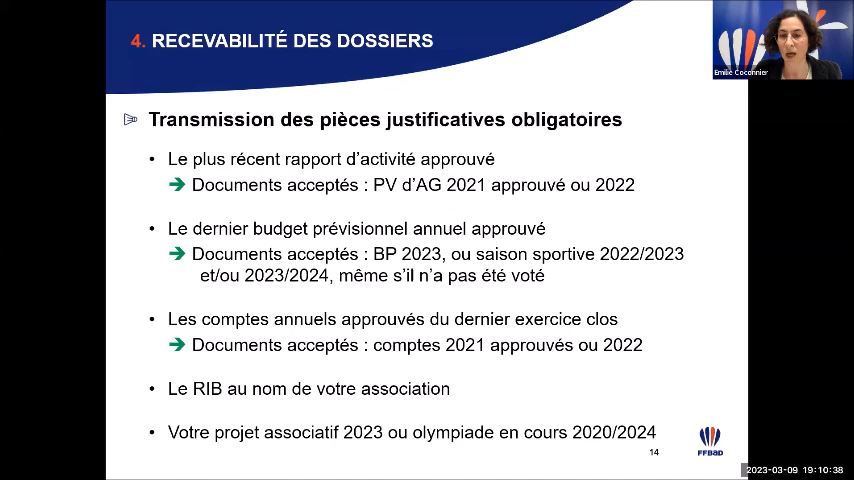 4. RECEVABILITÉ DES DOSSIERS
FFBAD
Emilie Coconnier
Transmission des pièces justificatives obligatoires
• Le plus récent rapport d'activité approuvé
➔ Documents acceptés : PV d'AG 2021 approuvé ou 2022
• Le dernier budget prévisionnel annuel approuvé
➔ Documents acceptés : BP 2023, ou saison sportive 2022/2023
et/ou 2023/2024, même s'il n'a pas été voté
• Les comptes annuels approuvés du dernier exercice clos
➔ Documents acceptés : comptes 2021 approuvés ou 2022
• Le RIB au nom de votre association
• Votre projet associatif 2023 ou olympiade en cours 2020/2024
FFBaD
14
2023-03-09 19:10:38